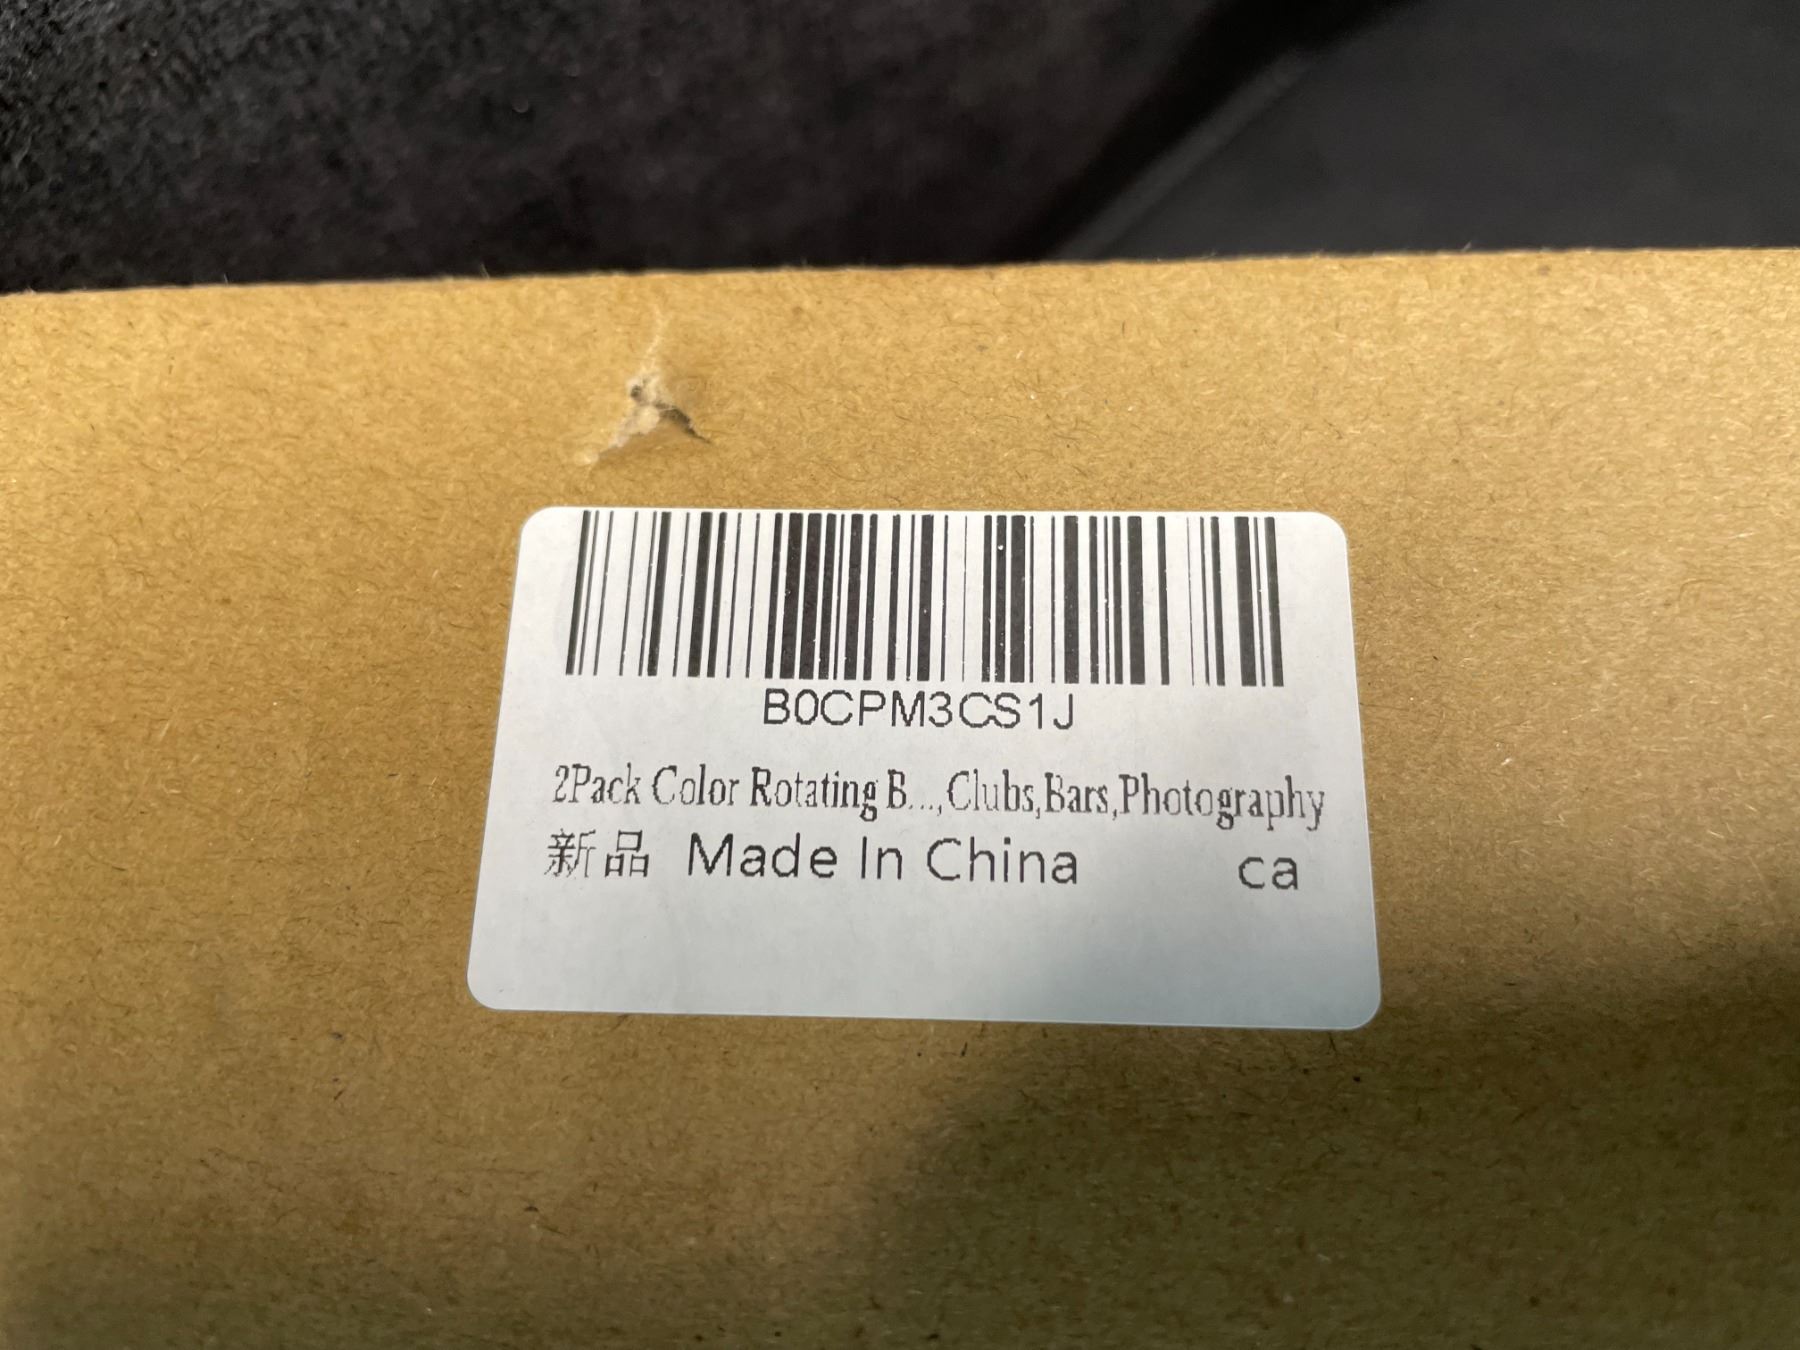 B0CPM3CS1J
2Pack Color Rotating B...,Clubs,Bars,Photography
新品 Made In China ca